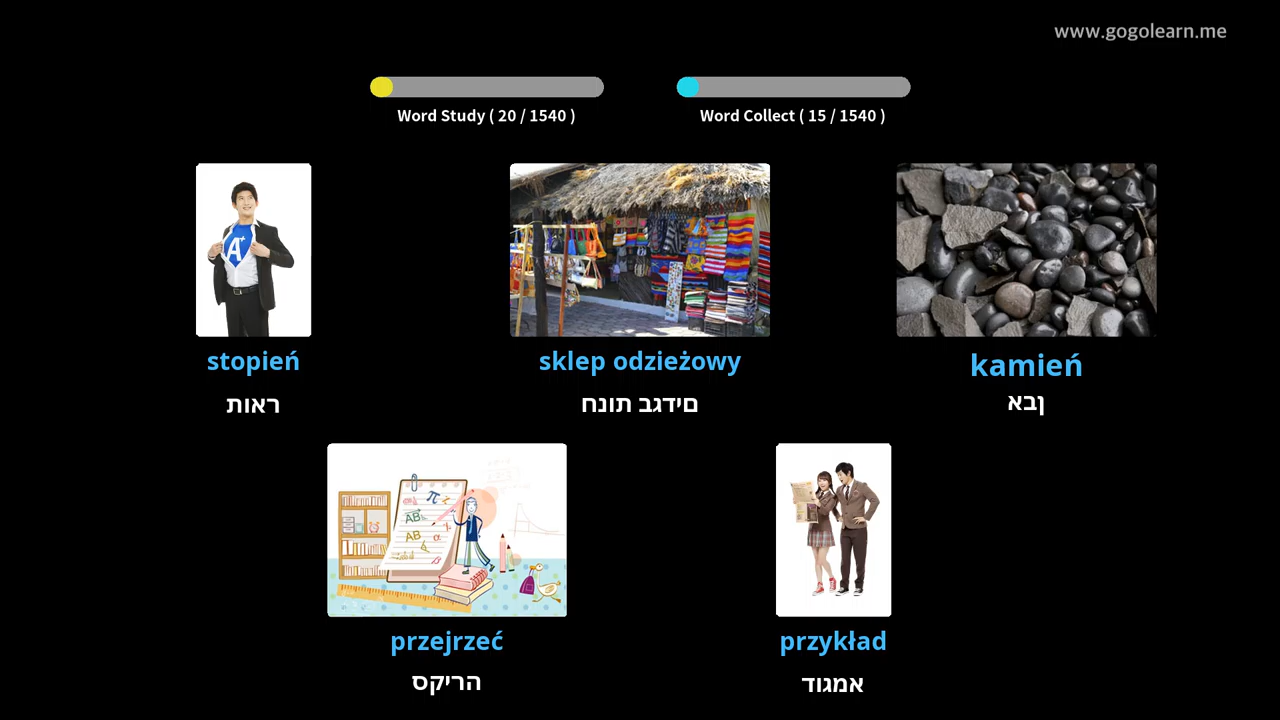 www.gogolearn.me
Word Study ( 20 / 1540 )
Word Collect ( 15 / 1540 )
stopień
ראות
sklep odzieżowy
םידגב תונח
kamień
ןבא
przejrzeć
הריקס
przykład
אמגוד